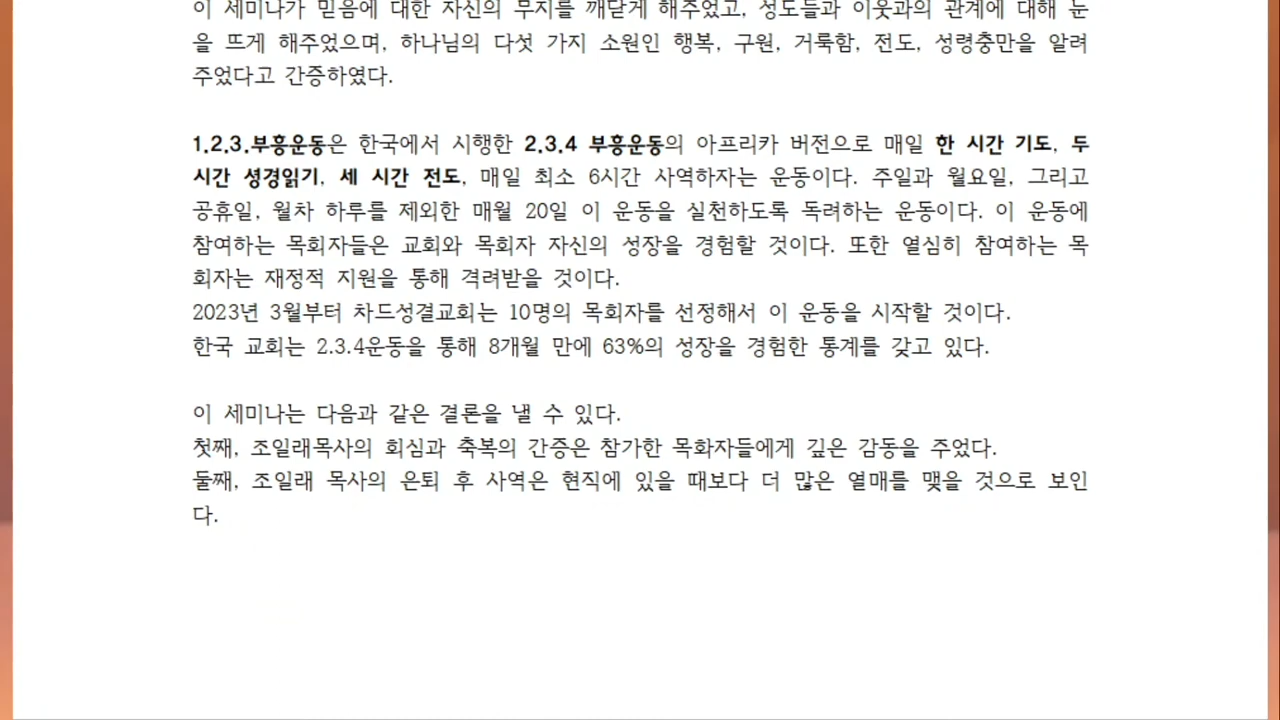 이 세미나가 믿음에 대한 자신의 무지를 깨닫게 해주었고, 성도들과 이웃과의 관계에 대해 눈
을 뜨게 해주었으며, 하나님의 다섯 가지 소원인 행복, 구원, 거룩함, 전도, 성령충만을 알려
주었다고 간증하였다.
1.2.3.부흥운동은 한국에서 시행한 2.3.4 부흥운동의 아프리카 버전으로 매일 한 시간 기도, 두
시간 성경읽기, 세 시간 전도, 매일 최소 6시간 사역하자는 운동이다. 주일과 월요일, 그리고
공휴일, 월차 하루를 제외한 매월 20일 이 운동을 실천하도록 독려하는 운동이다. 이 운동에
참여하는 목회자들은 교회와 목회자 자신의 성장을 경험할 것이다. 또한 열심히 참여하는 목
회자는 재정적 지원을 통해 격려받을 것이다.
2023년 3월부터 차드성결교회는 10명의 목회자를 선정해서 이 운동을 시작할 것이다.
한국 교회는 2.3.4운동을 통해 8개월 만에 63%의 성장을 경험한 통계를 갖고 있다.
이 세미나는 다음과 같은 결론을 낼 수 있다.
첫째, 조일래목사의 회심과 축복의 간증은 참가한 목화자들에게 깊은 감동을 주었다.
둘째, 조일래 목사의 은퇴 후 사역은 현직에 있을 때보다 더 많은 열매를 맺을 것으로 보인
다.